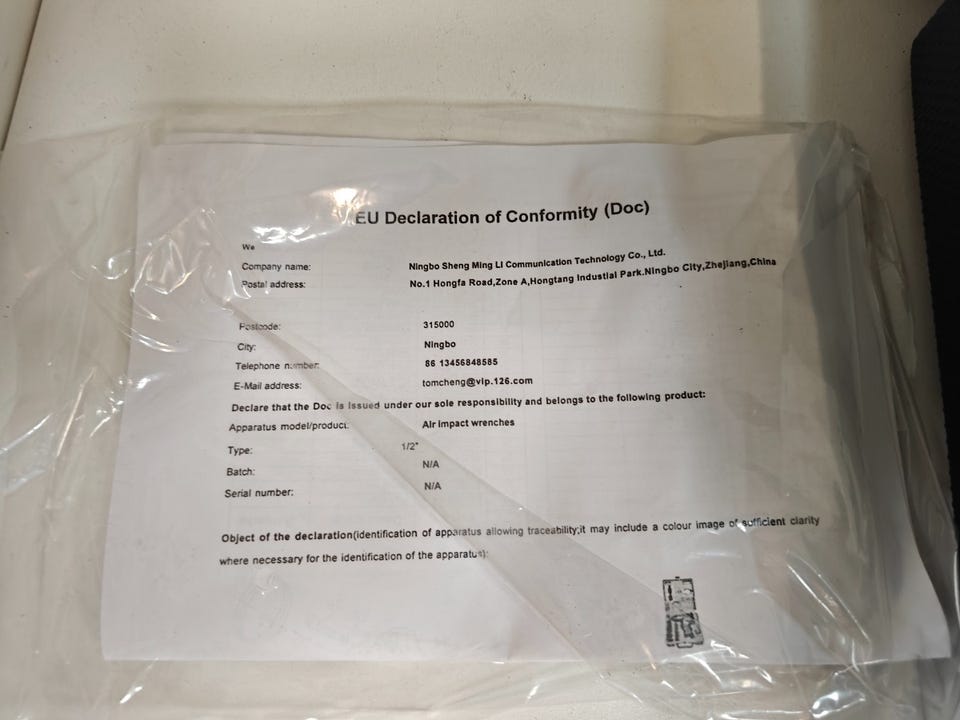 EU Declaration of Conformity (Doc)
We
Company name: Ningbo Sheng Ming Li Communication Technology Co., Ltd.
Postal address: No.1 Hongfa Road,Zone A,Hongtang Industial Park.Ningbo City,Zhejiang,China
Postcode: 315000
City: Ningbo
Telephone number: 86 13456848585
E-Mail address: tomcheng@vip.126.com
Declare that the Doc is issued under our sole responsibility and belongs to the following product:
Apparatus model/product: Air impact wrenches
Type: 1/2"
Batch: N/A
Serial number: N/A
Object of the declaration(identification of apparatus allowing traceability;it may include a colour image of sufficient clarity
where necessary for the identification of the apparatus):